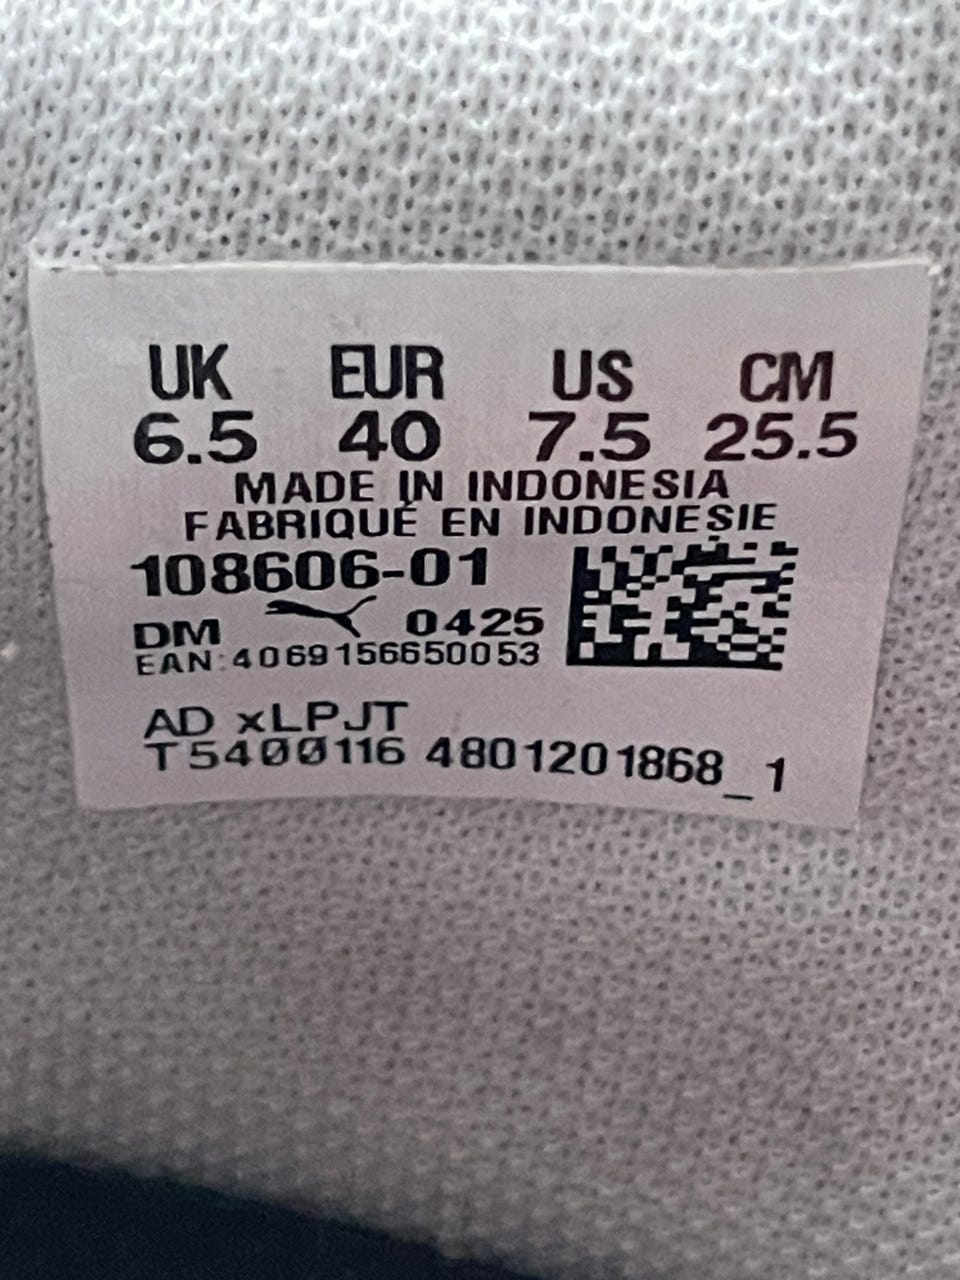 UK EUR US CM
6.5 40 7.5 25.5
MADE IN INDONESIA
FABRIQUÉ EN INDONESIE
108606-01
DM 0425
EAN:4069156650053
AD xLPJT
T5400116 4801201868_1